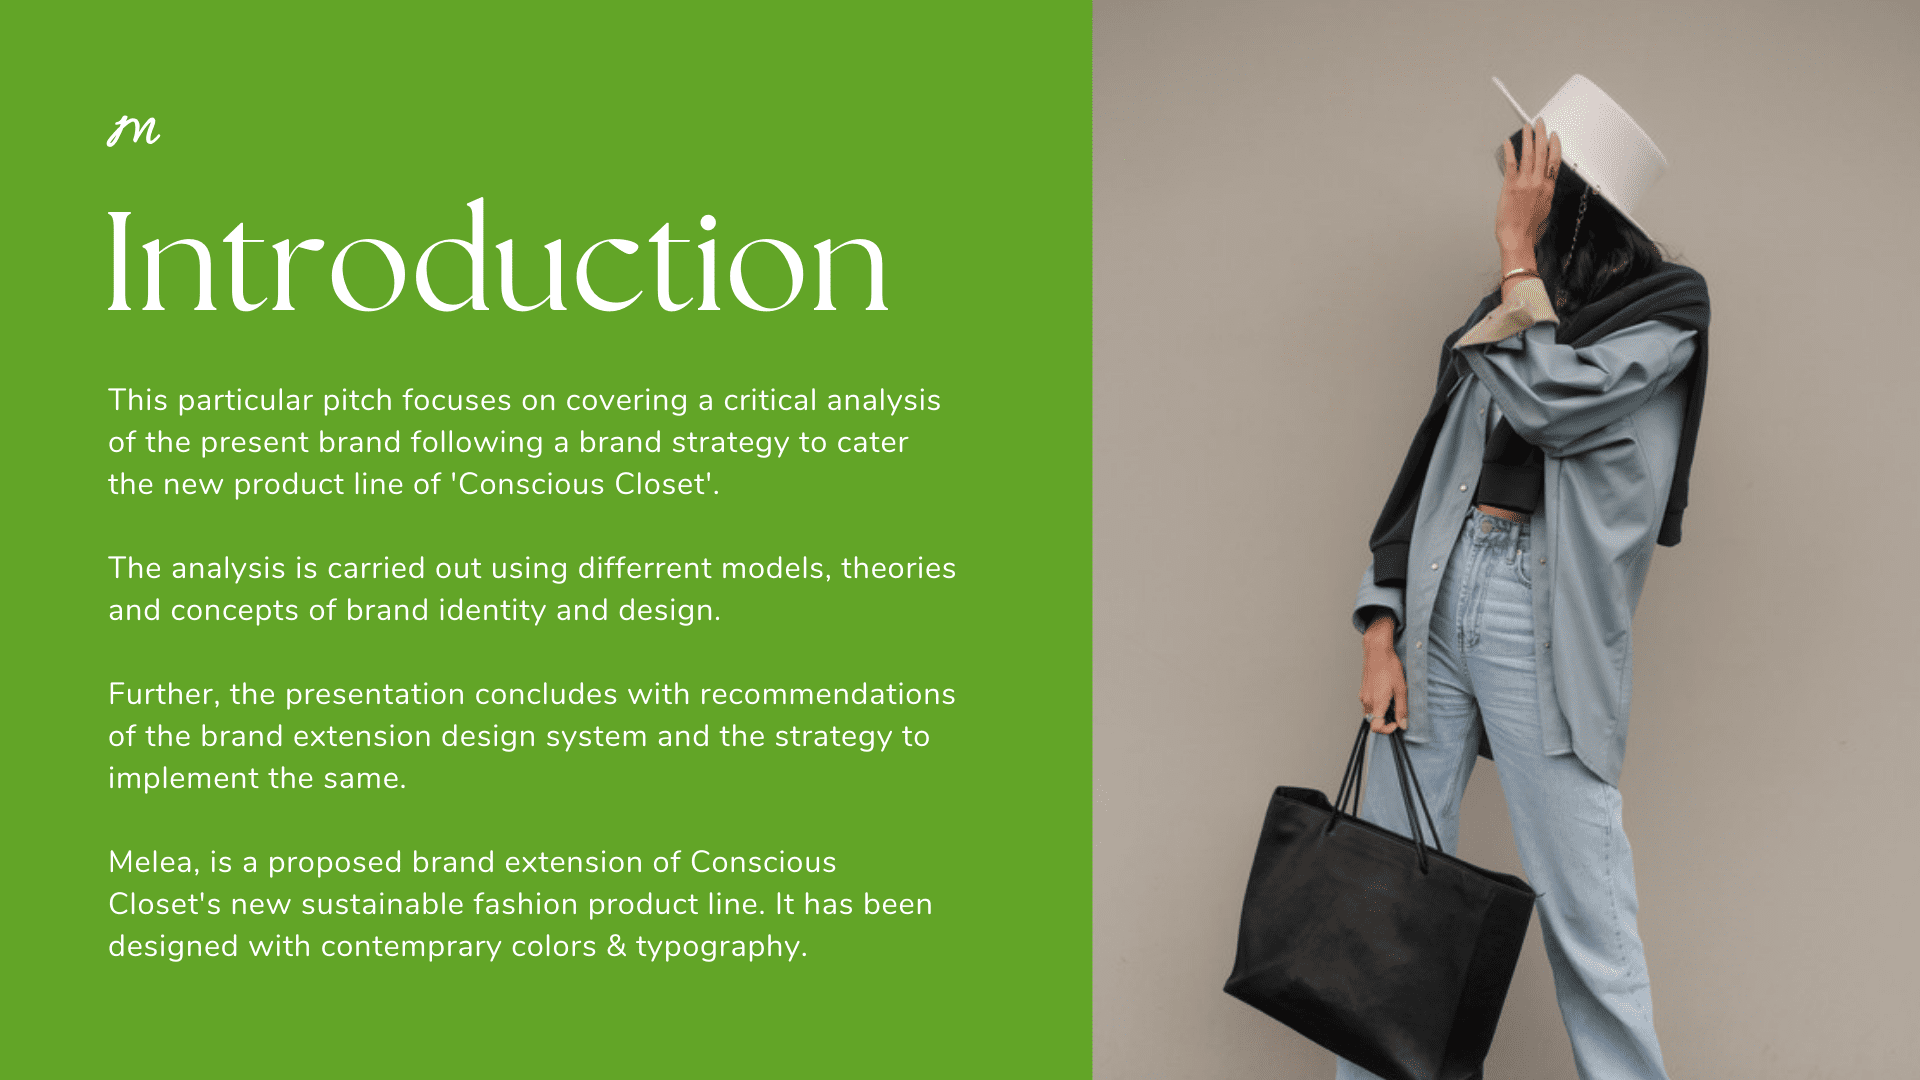 m
Introduction
This particular pitch focuses on covering a critical analysis
of the present brand following a brand strategy to cater
the new product line of 'Conscious Closet'.
The analysis is carried out using differrent models, theories
and concepts of brand identity and design.
Further, the presentation concludes with recommendations
of the brand extension design system and the strategy to
implement the same.
Melea, is a proposed brand extension of Conscious
Closet's new sustainable fashion product line. It has been
designed with contemprary colors & typography.